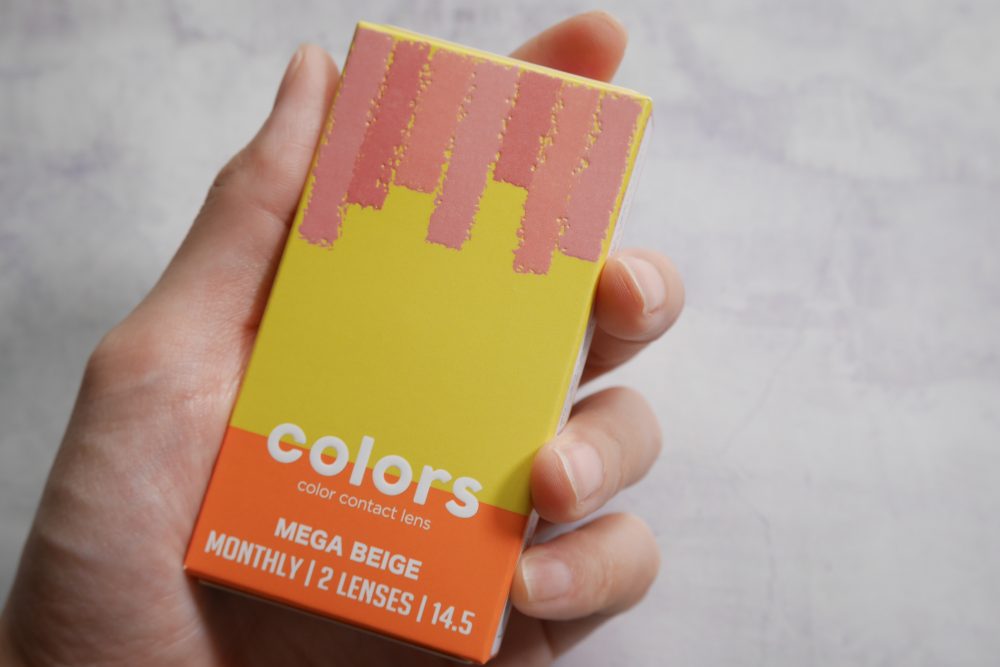 colors
color contact lens
MEGA BEIGE
MONTHLY | 2 LENSES | 14.5